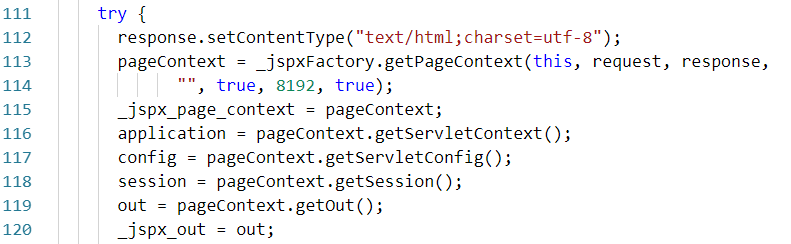 111 try {
112 response.setContentType("text/html;charset=utf-8");
113 pageContext = _jspxFactory.getPageContext(this, request, response,
114 "", true, 8192, true);
115 _jspx_page_context = pageContext;
116 application = pageContext.getServletContext();
117 config = pageContext.getServletConfig();
118 session = pageContext.getSession();
119 out = pageContext.getOut();
120 _jspx_out = out;